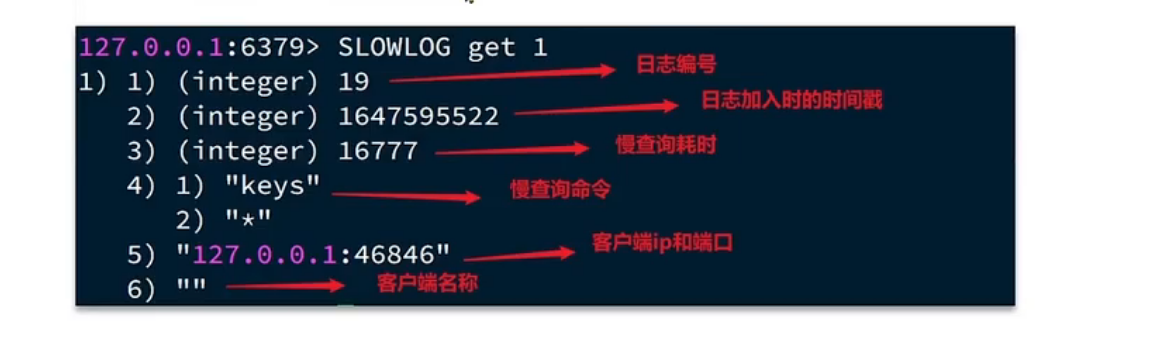 127.0.0.1:6379> SLOWLOG get 1
1) 1) (integer) 19 日志编号
2) (integer) 1647595522 日志加入时的时间戳
3) (integer) 16777 慢查询耗时
4) 1) "keys" 慢查询命令
2) "*"
5) "127.0.0.1:46846" 客户端ip和端口
6) "" 客户端名称